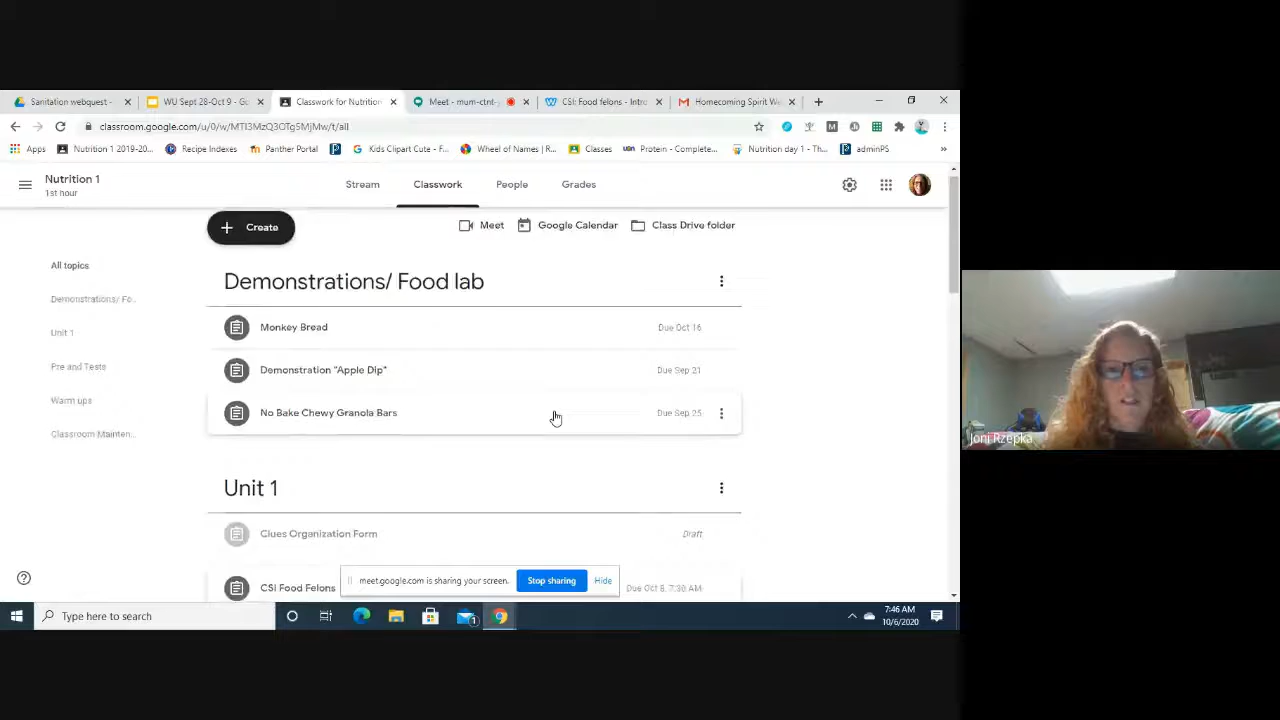 Sanitation webquest -
WU Sept 28-Oct 9 - Go
Classwork for Nutrition
Meet - mum-ctnt-
CSI: Food felons - Intro
Homecoming Spirit We
classroom.google.com/u/0/w/MTI3MzQ3OTg5MjMw/t/all
Apps
Nutrition 1 2019-20...
Recipe Indexes
Panther Portal
Kids Clipart Cute - F...
Wheel of Names | R...
Classes
Protein - Complete...
Nutrition day 1 - Th...
adminPS
Nutrition 1
1st hour
Stream
Classwork
People
Grades
Create
Meet
Google Calendar
Class Drive folder
All topics
Demonstrations/ Fo...
Unit 1
Pre and Tests
Warm ups
Classroom Mainten...
Demonstrations/ Food lab
Monkey Bread
Due Oct 16
Demonstration "Apple Dip"
Due Sep 21
No Bake Chewy Granola Bars
Due Sep 25
Unit 1
Clues Organization Form
Draft
CSI Food Felons
Due Oct 8, 7:30 AM
meet.google.com is sharing your screen.
Stop sharing
Hide
Type here to search
1
7:46 AM
10/6/2020
Joni Rzepka